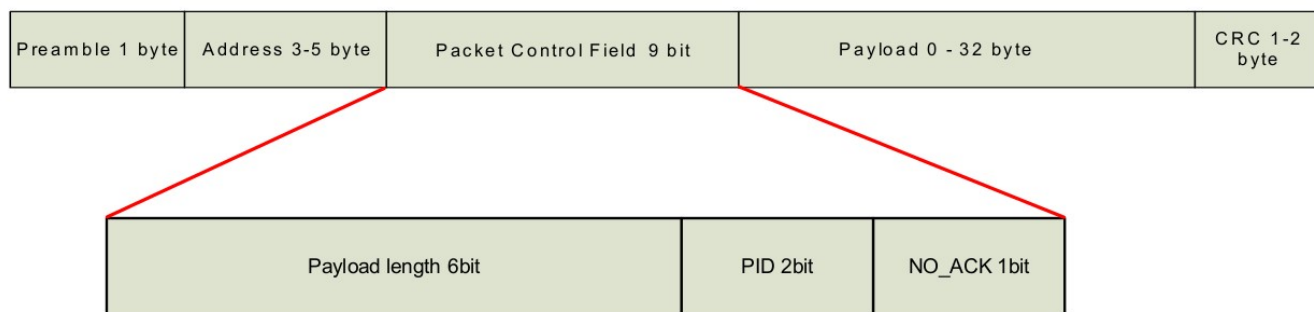 Preamble 1 byte
Address 3-5 byte
Packet Control Field 9 bit
Payload 0 - 32 byte
CRC 1-2
byte
Payload length 6bit
PID 2bit
NO_ACK 1bit